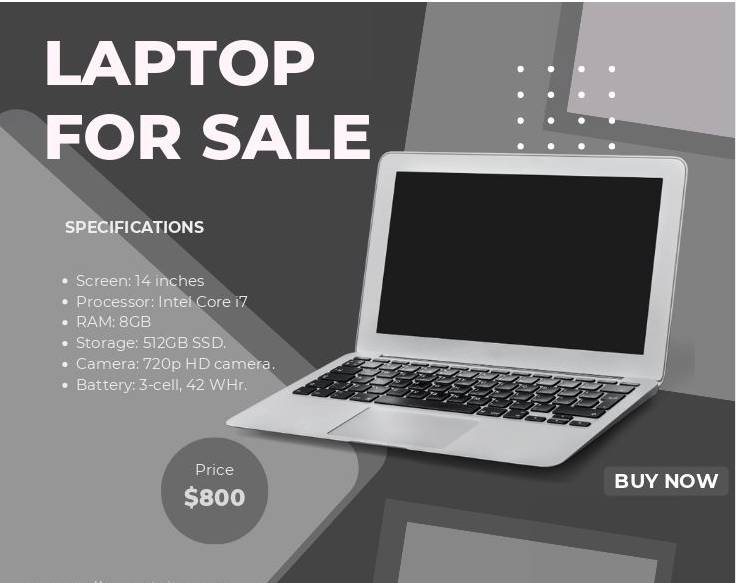 LAPTOP
FOR SALE
SPECIFICATIONS
• Screen: 14 inches
• Processor: Intel Core i7
• RAM: 8GB
• Storage: 512GB SSD.
• Camera: 720p HD camera.
• Battery: 3-cell, 42 WHr.
Price
$800
BUY NOW